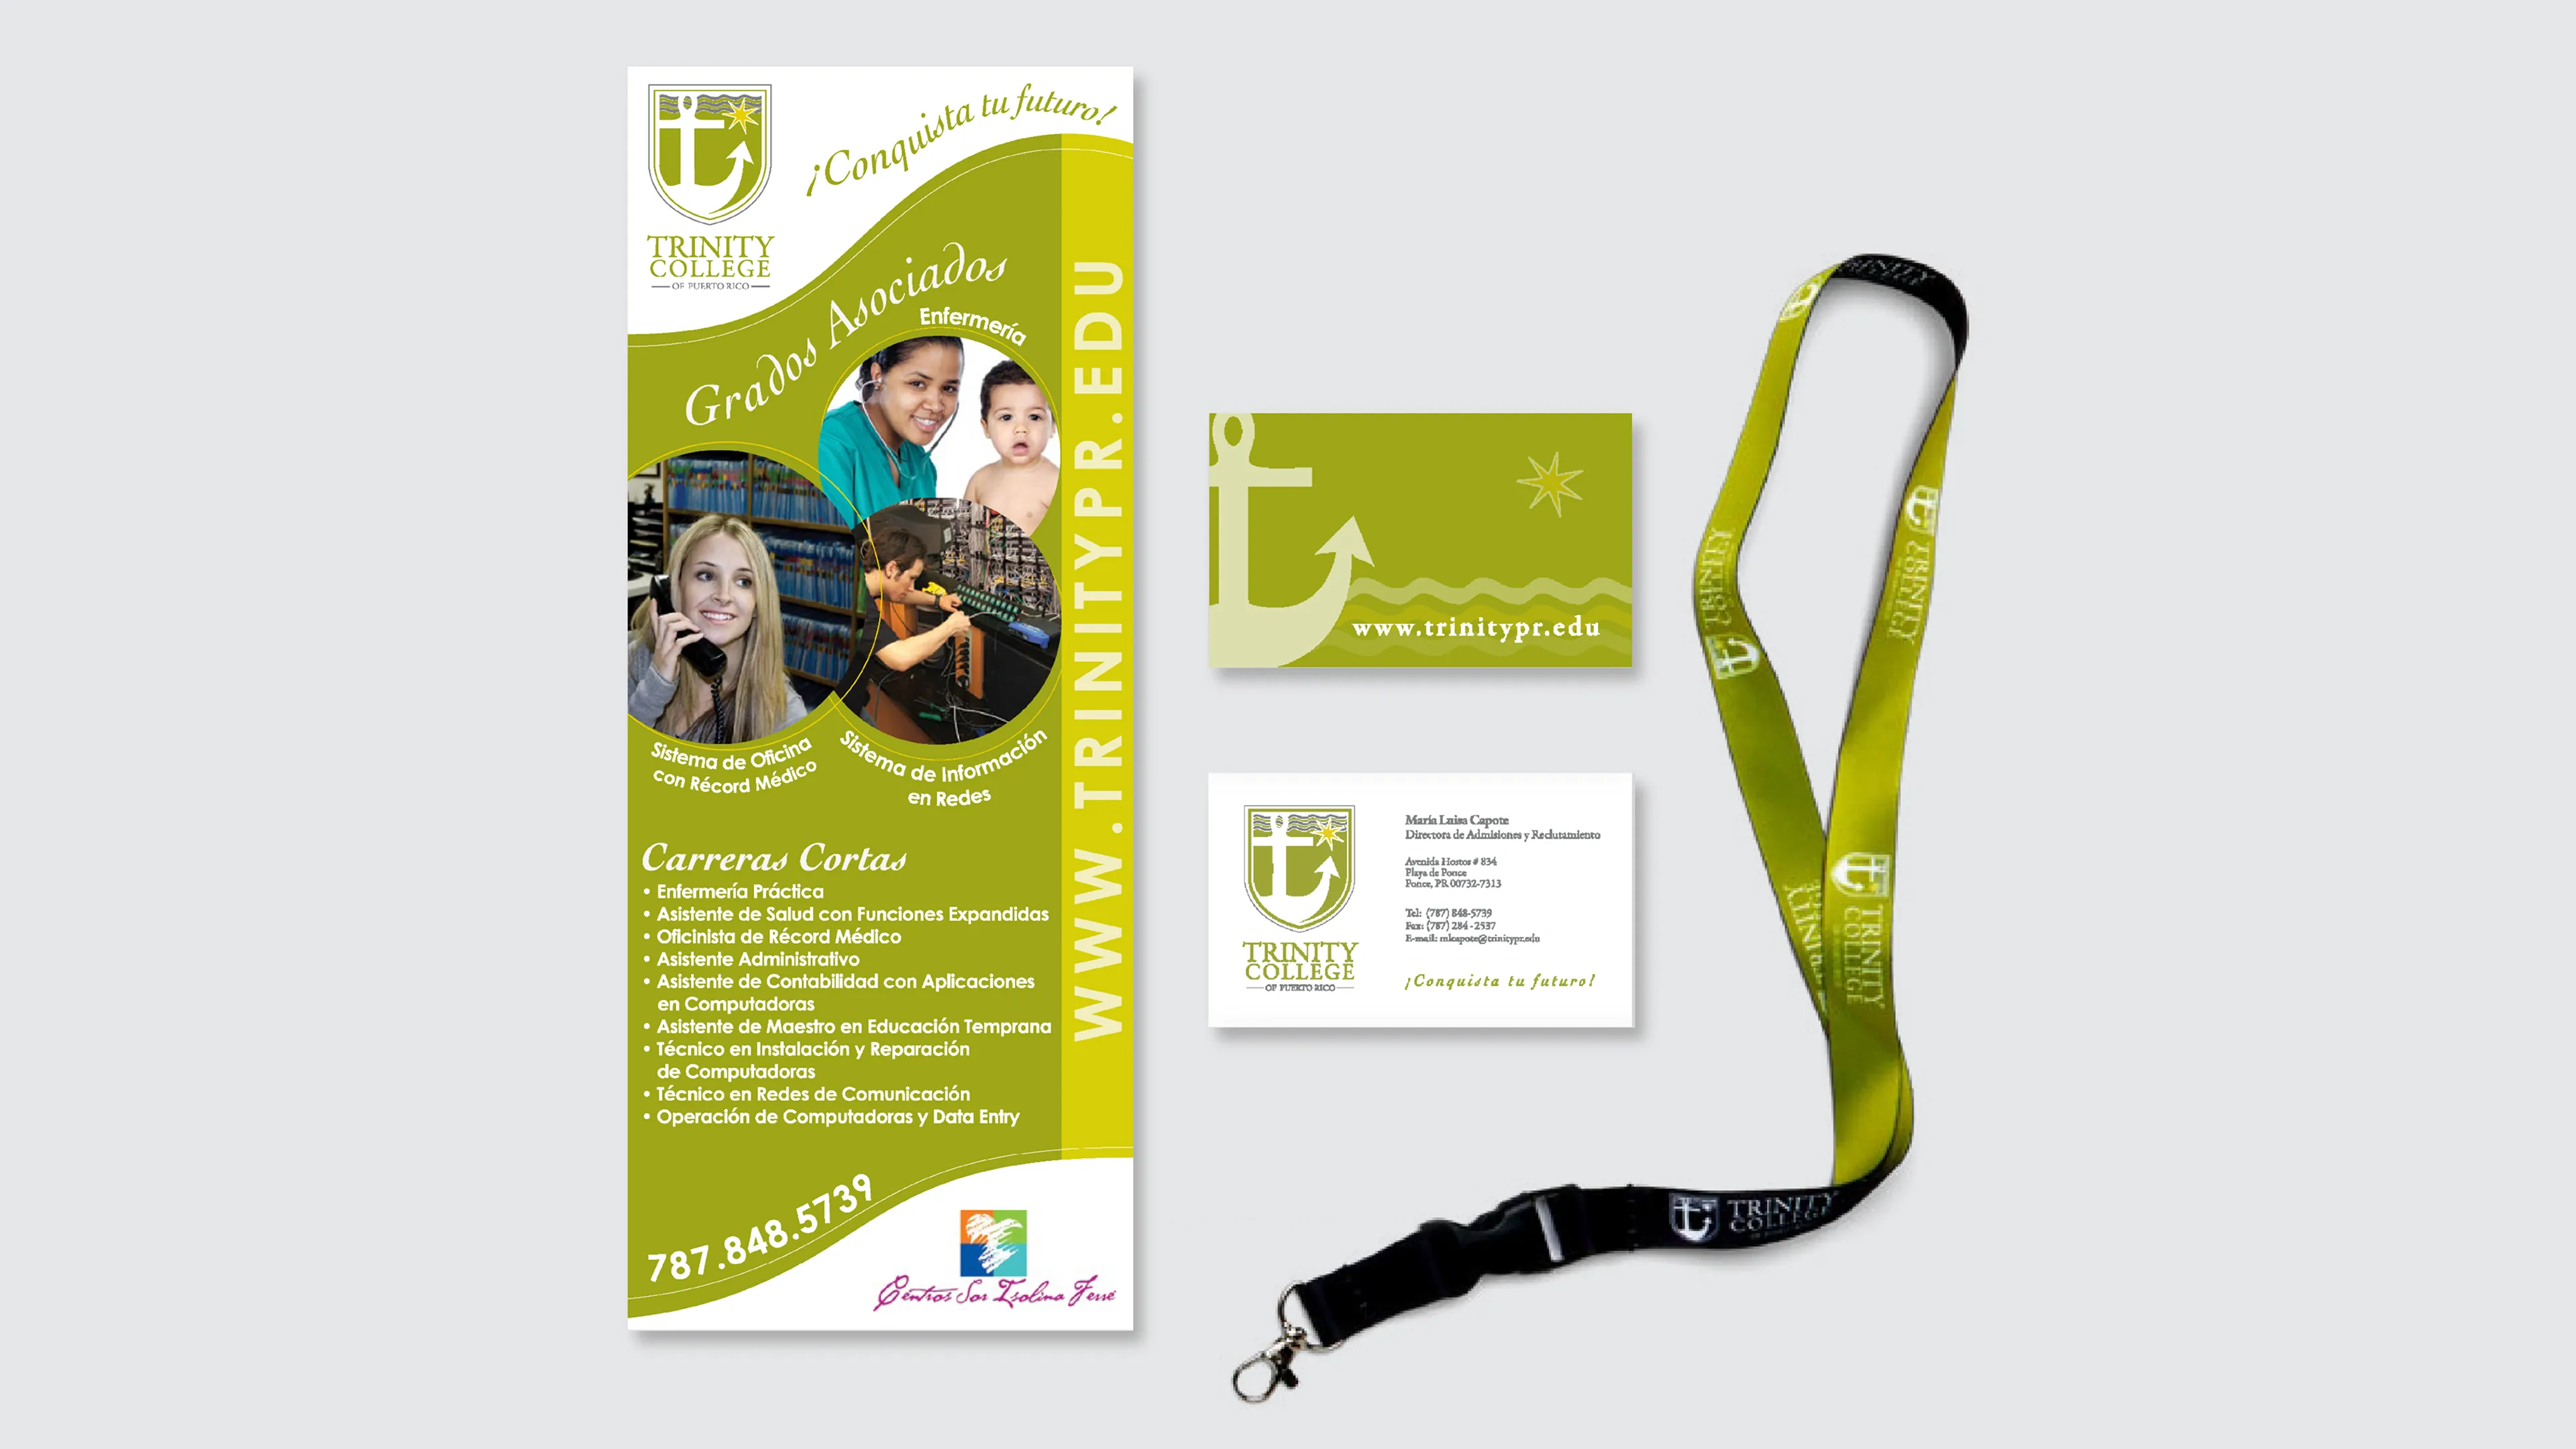 TRINITY
COLLEGE
OF PUERTO RICO
¡Conquista tu futuro!
Grados Asociados
Enfermería
Sistema de Oficina
con Récord Médico
Sistema de Información
en Redes
Carreras Cortas
• Enfermería Práctica
• Asistente de Salud con Funciones Expandidas
• Oficinista de Récord Médico
• Asistente Administrativo
• Asistente de Contabilidad con Aplicaciones
en Computadoras
• Asistente de Maestro en Educación Temprana
• Técnico en Instalación y Reparación
de Computadoras
• Técnico en Redes de Comunicación
• Operación de Computadoras y Data Entry
787.848.5739
Centros Sor Isolina Ferré
WWW.TRINITYPR.EDU
www.trinitypr.edu
TRINITY
COLLEGE
OF PUERTO RICO
María Luisa Capote
Directora de Admisiones y Reclutamiento
Avenida Hostos # 834
Playa de Ponce
Ponce, PR 00732-7313
Tel: (787) 848-5739
Fax: (787) 284-2537
E-mail: mlcapote@trinitypr.edu
¡Conquista tu futuro!
TRINITY
TRINITY
COLLEGE
TRINITY
COLLEGE
TRINITY
TRINITY
COLLEGE
TRINITY
COLLEGE